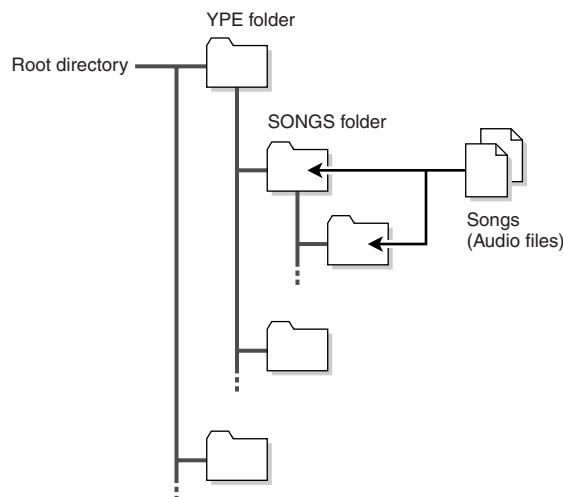 YPE folder
Root directory
SONGS folder
Songs
(Audio files)